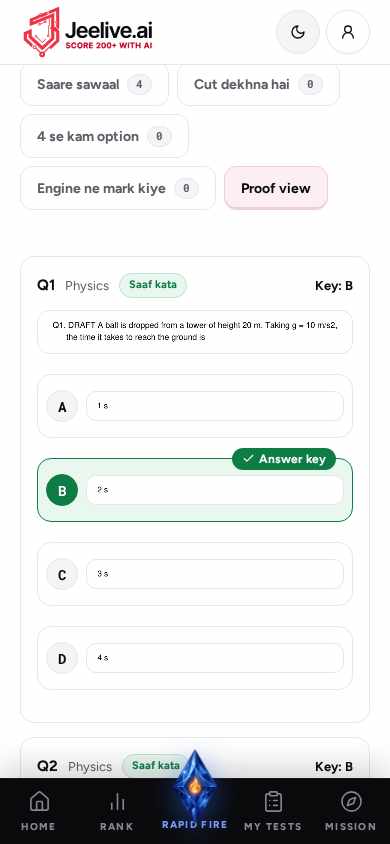 Jeelive.ai
SCORE 200+ WITH AI
Saare sawaal 4
Cut dekhna hai 0
4 se kam option 0
Engine ne mark kiye 0
Proof view
Q1 Physics Saaf kata Key: B
Q1. DRAFT A ball is dropped from a tower of height 20 m. Taking g = 10 m/s2,
the time it takes to reach the ground is
A 1 s
Answer key
B 2 s
C 3 s
D 4 s
Q2 Physics Saaf kata Key: B
HOME
RANK
RAPID FIRE
MY TESTS
MISSION